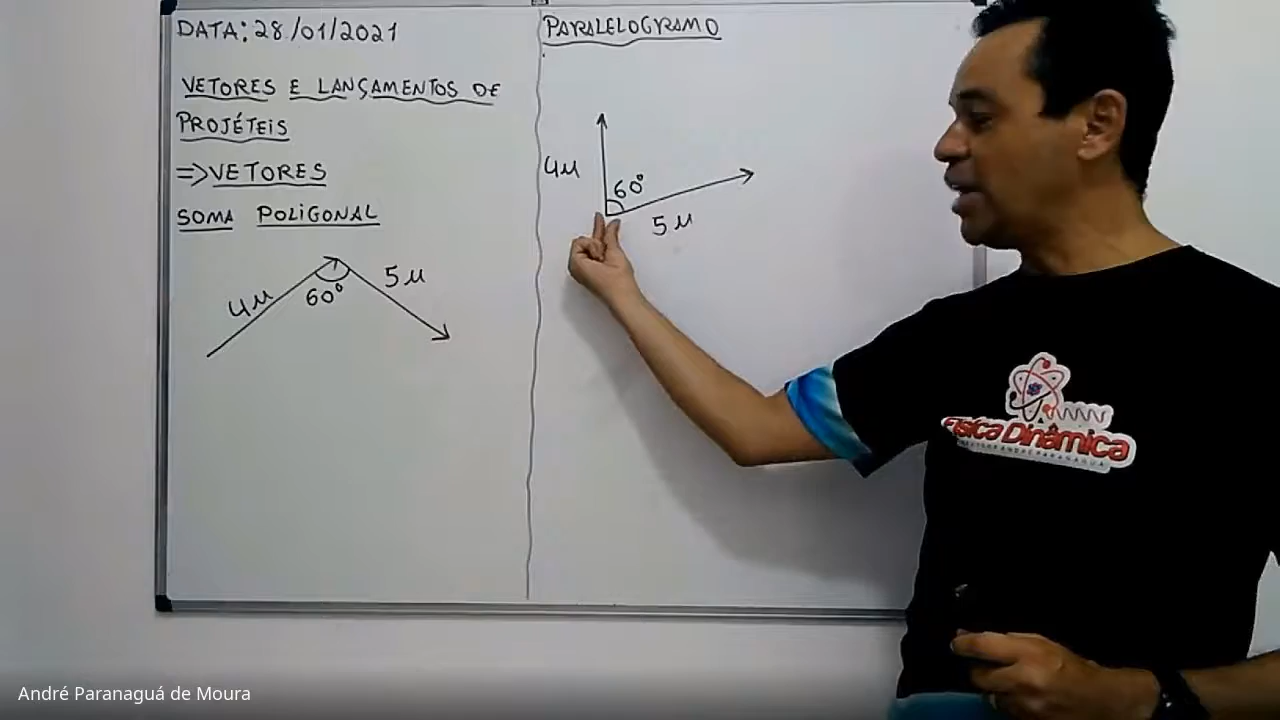 DATA: 28/01/2021
VETORES E LANÇAMENTOS DE
PROJÉTEIS
=> VETORES
SOMA POLIGONAL
4u
60°
5u
PARALELOGRAMO
4u
60°
5u
Física Dinâmica
André Paranaguá de Moura